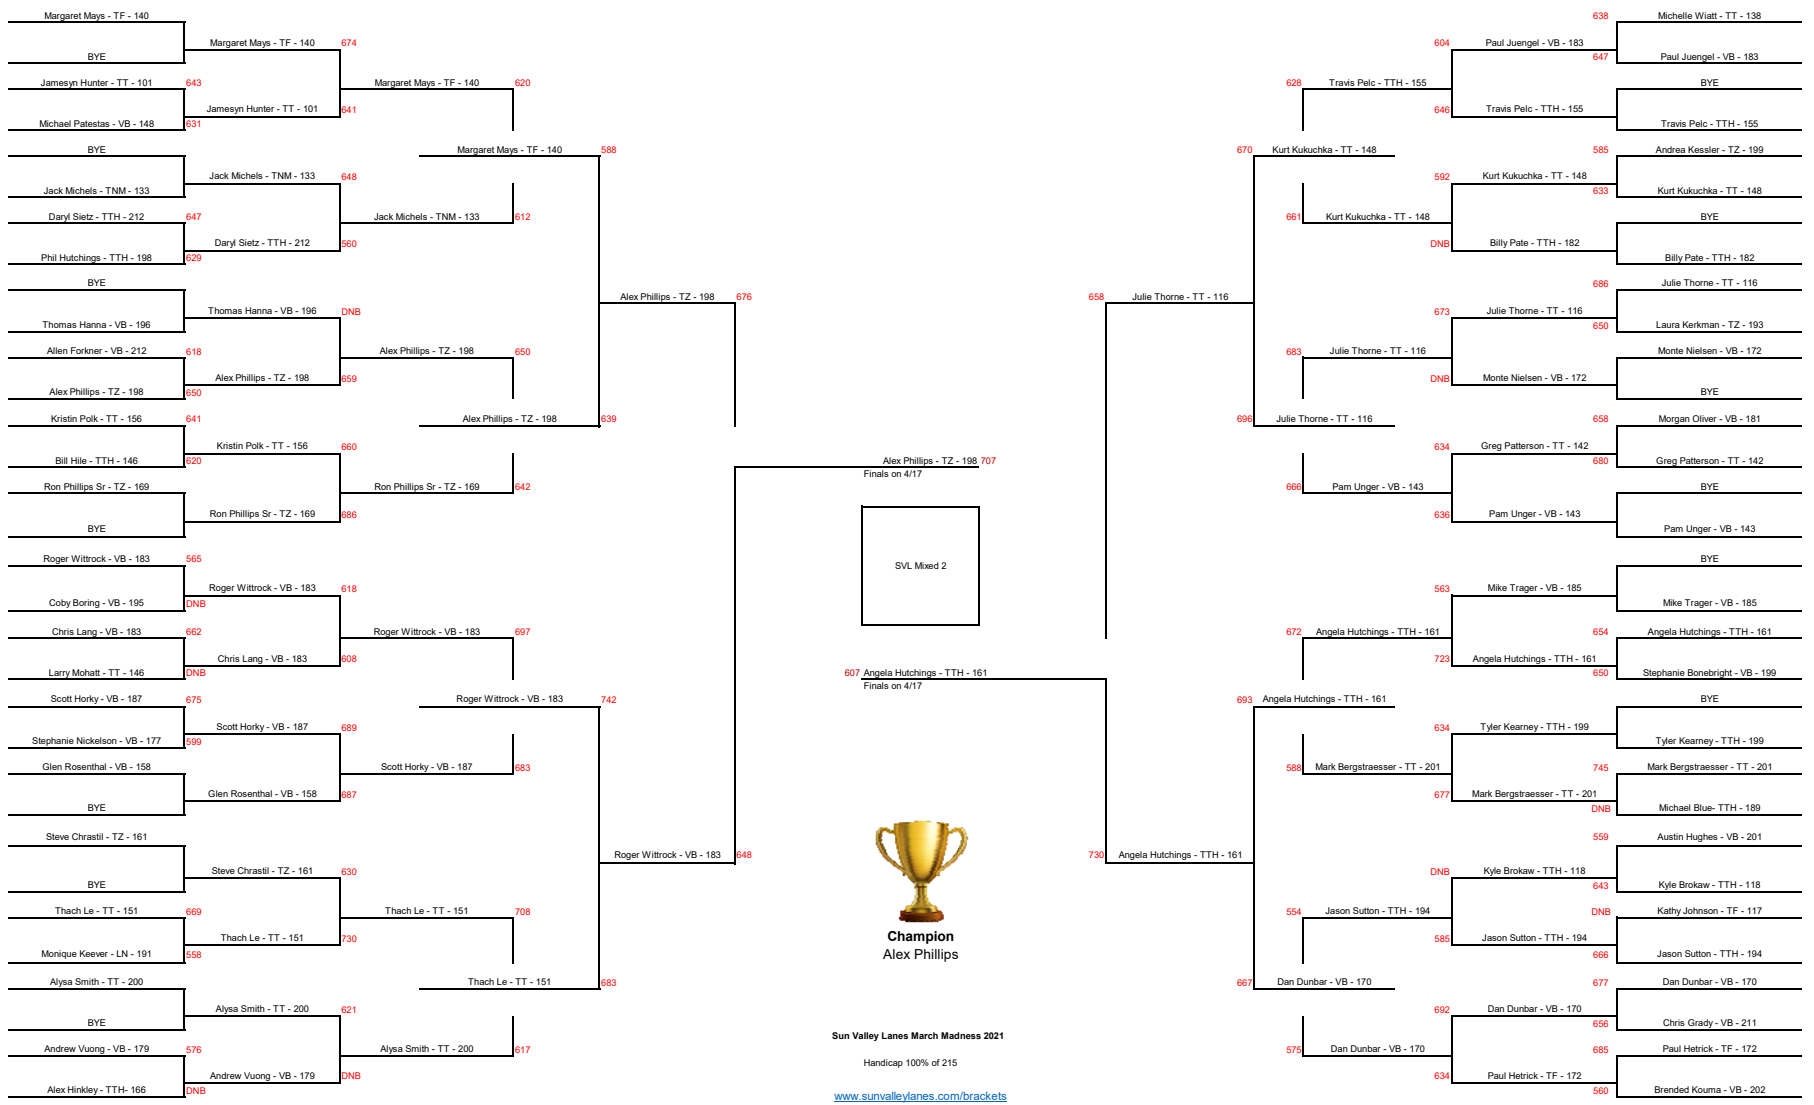 Margaret Mays - TF - 140
BYE
Margaret Mays - TF - 140 674
Jamesyn Hunter - TT - 101 643
Michael Patestas - VB - 148 631
Jamesyn Hunter - TT - 101 641
Margaret Mays - TF - 140 620
BYE
Jack Michels - TNM - 133
Jack Michels - TNM - 133 648
Daryl Sietz - TTH - 212 647
Phil Hutchings - TTH - 198 629
Daryl Sietz - TTH - 212 560
Jack Michels - TNM - 133 612
Margaret Mays - TF - 140 588
BYE
Thomas Hanna - VB - 196
Thomas Hanna - VB - 196 DNB
Allen Forkner - VB - 212 618
Alex Phillips - TZ - 198 650
Alex Phillips - TZ - 198 659
Alex Phillips - TZ - 198 650
Kristin Polk - TT - 156 641
Bill Hile - TTH - 146 620
Kristin Polk - TT - 156 660
Ron Phillips Sr - TZ - 169
BYE
Ron Phillips Sr - TZ - 169 686
Ron Phillips Sr - TZ - 169 642
Alex Phillips - TZ - 198 639
Alex Phillips - TZ - 198 676
Roger Wittrock - VB - 183 565
Coby Boring - VB - 195 DNB
Roger Wittrock - VB - 183 618
Chris Lang - VB - 183 662
Larry Mohatt - TT - 146 DNB
Chris Lang - VB - 183 608
Roger Wittrock - VB - 183 697
Scott Horky - VB - 187 675
Stephanie Nickelson - VB - 177 599
Scott Horky - VB - 187 689
Glen Rosenthal - VB - 158
BYE
Glen Rosenthal - VB - 158 687
Scott Horky - VB - 187 683
Roger Wittrock - VB - 183 742
Steve Chrastil - TZ - 161
BYE
Steve Chrastil - TZ - 161 630
Thach Le - TT - 151 669
Monique Keever - LN - 191 558
Thach Le - TT - 151 730
Thach Le - TT - 151 708
Alysa Smith - TT - 200
BYE
Alysa Smith - TT - 200 621
Andrew Vuong - VB - 179 576
Alex Hinkley - TTH- 166 DNB
Andrew Vuong - VB - 179 DNB
Alysa Smith - TT - 200 617
Thach Le - TT - 151 683
Roger Wittrock - VB - 183 648
Alex Phillips - TZ - 198 707
Finals on 4/17
SVL Mixed 2
607 Angela Hutchings - TTH - 161
Finals on 4/17
Champion
Alex Phillips
Sun Valley Lanes March Madness 2021
Handicap 100% of 215
www.sunvalleylanes.com/brackets
638 Michelle Wiatt - TT - 138
647 Paul Juengel - VB - 183
604 Paul Juengel - VB - 183
BYE
Travis Pelc - TTH - 155
646 Travis Pelc - TTH - 155
628 Travis Pelc - TTH - 155
585 Andrea Kessler - TZ - 199
633 Kurt Kukuchka - TT - 148
592 Kurt Kukuchka - TT - 148
BYE
Billy Pate - TTH - 182
DNB Billy Pate - TTH - 182
661 Kurt Kukuchka - TT - 148
670 Kurt Kukuchka - TT - 148
686 Julie Thorne - TT - 116
650 Laura Kerkman - TZ - 193
673 Julie Thorne - TT - 116
Monte Nielsen - VB - 172
BYE
DNB Monte Nielsen - VB - 172
683 Julie Thorne - TT - 116
658 Morgan Oliver - VB - 181
680 Greg Patterson - TT - 142
634 Greg Patterson - TT - 142
BYE
Pam Unger - VB - 143
636 Pam Unger - VB - 143
666 Pam Unger - VB - 143
696 Julie Thorne - TT - 116
658 Julie Thorne - TT - 116
BYE
Mike Trager - VB - 185
563 Mike Trager - VB - 185
654 Angela Hutchings - TTH - 161
650 Stephanie Bonebright - VB - 199
723 Angela Hutchings - TTH - 161
672 Angela Hutchings - TTH - 161
BYE
Tyler Kearney - TTH - 199
634 Tyler Kearney - TTH - 199
745 Mark Bergstraesser - TT - 201
DNB Michael Blue- TTH - 189
677 Mark Bergstraesser - TT - 201
588 Mark Bergstraesser - TT - 201
693 Angela Hutchings - TTH - 161
559 Austin Hughes - VB - 201
643 Kyle Brokaw - TTH - 118
DNB Kyle Brokaw - TTH - 118
DNB Kathy Johnson - TF - 117
666 Jason Sutton - TTH - 194
585 Jason Sutton - TTH - 194
554 Jason Sutton - TTH - 194
677 Dan Dunbar - VB - 170
656 Chris Grady - VB - 211
692 Dan Dunbar - VB - 170
685 Paul Hetrick - TF - 172
560 Brended Kouma - VB - 202
634 Paul Hetrick - TF - 172
575 Dan Dunbar - VB - 170
667 Dan Dunbar - VB - 170
730 Angela Hutchings - TTH - 161